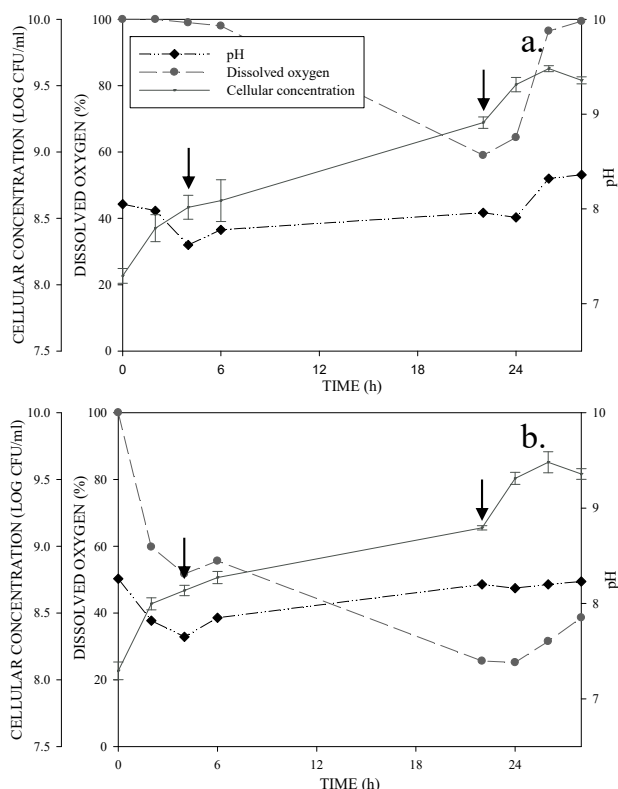 CELLULAR CONCENTRATION (LOG CFU/ml)
10.0
9.5
9.0
8.5
8.0
7.5
DISSOLVED OXYGEN (%)
100
80
60
40
20
0
pH
Dissolved oxygen
Cellular concentration
a.
10
9
8
7
pH
0 6 12 18 24
TIME (h)
CELLULAR CONCENTRATION (LOG CFU/ml)
10.0
9.5
9.0
8.5
8.0
7.5
DISSOLVED OXYGEN (%)
100
80
60
40
20
0
b.
10
9
8
7
pH
0 6 12 18 24
TIME (h)